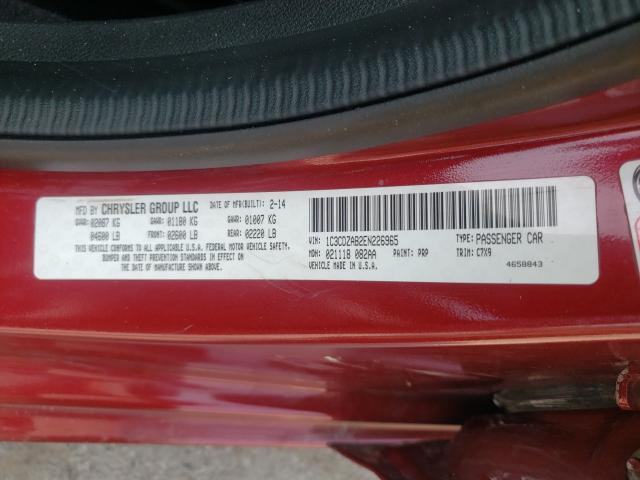 MFD BY CHRYSLER GROUP LLC DATE OF MFR(BUILT): 2-14
GVWR: 02087 KG GAWR: 01180 KG GAWR: 01007 KG
04600 LB FRONT: 02600 LB REAR: 02220 LB
THIS VEHICLE CONFORMS TO ALL APPLICABLE U.S.A. FEDERAL MOTOR VEHICLE SAFETY,
BUMPER AND THEFT PREVENTION STANDARDS IN EFFECT
ON THE DATE OF MANUFACTURE SHOWN ABOVE.
VIN: 1C3CDZAB2EN226965 TYPE: PASSENGER CAR
MDH: 021118 082AA PAINT: PRP TRIM: C7X9
VEHICLE MADE IN U.S.A. 4658843